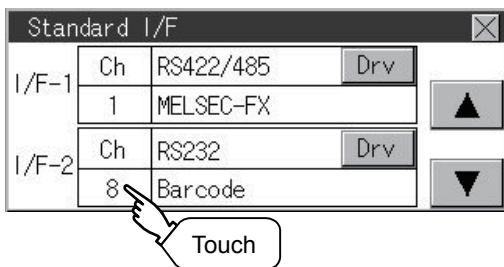 Standard I/F
I/F-1
Ch RS422/485 Drv
1 MELSEC-FX
I/F-2
Ch RS232 Drv
8 Barcode
Touch